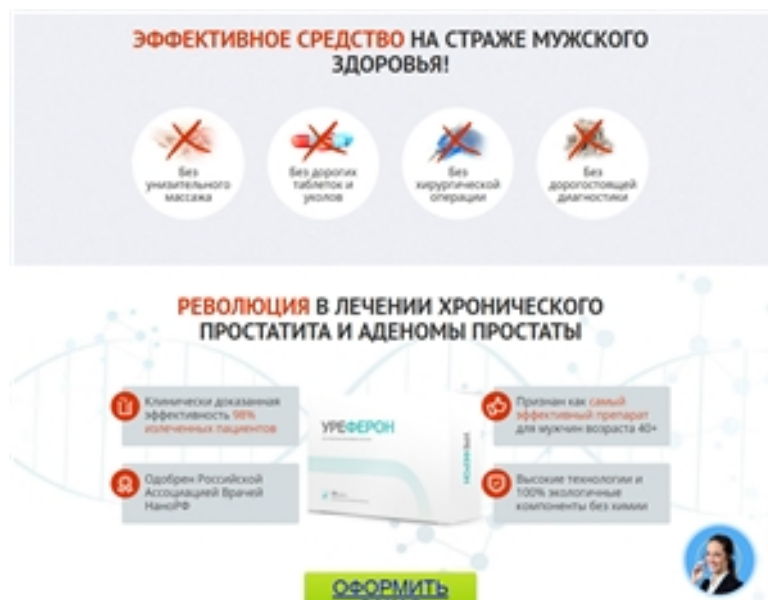 ЭФФЕКТИВНОЕ СРЕДСТВО НА СТРАЖЕ МУЖСКОГО
ЗДОРОВЬЯ!
Без
унизительного
массажа
Без дорогих
таблеток и
уколов
Без
хирургической
операции
Без
дорогостоящей
диагностики
РЕВОЛЮЦИЯ В ЛЕЧЕНИИ ХРОНИЧЕСКОГО
ПРОСТАТИТА И АДЕНОМЫ ПРОСТАТЫ
Клинически доказанная
эффективность 98%
излеченных пациентов
Одобрен Российской
Ассоциацией Врачей
НаноРФ
УРЕФЕРОН
УРЕФЕРОН
Признан как самый
эффективный препарат
для мужчин возраста 40+
Высокие технологии и
100% экологичные
компоненты без химии
ОФОРМИТЬ